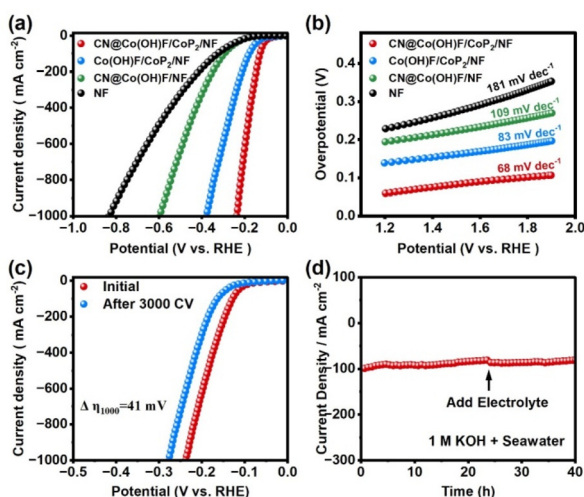 (a)
CN@Co(OH)F/CoP₂/NF
Co(OH)F/CoP₂/NF
CN@Co(OH)F/NF
NF
Current density ( mA cm⁻²)
0
−200
−400
−600
−800
−1000
−1.0 −0.8 −0.6 −0.4 −0.2 0.0
Potential (V vs. RHE )
(b)
CN@Co(OH)F/CoP₂/NF
Co(OH)F/CoP₂/NF
CN@Co(OH)F/NF
NF
181 mV dec⁻¹
109 mV dec⁻¹
83 mV dec⁻¹
68 mV dec⁻¹
Overpotential (V)
0.4
0.3
0.2
0.1
0.0
1.2 1.4 1.6 1.8 2.0
Potential (V vs. RHE )
(c)
Initial
After 3000 CV
Δ η₁₀₀₀=41 mV
Current density ( mA cm⁻²)
0
−200
−400
−600
−800
−1000
−0.5 −0.4 −0.3 −0.2 −0.1 0.0
Potential (V vs. RHE )
(d)
Add Electrolyte
1 M KOH + Seawater
Current Density / mA cm⁻²
100
0
−100
−200
−300
0 10 20 30 40
Time (h)